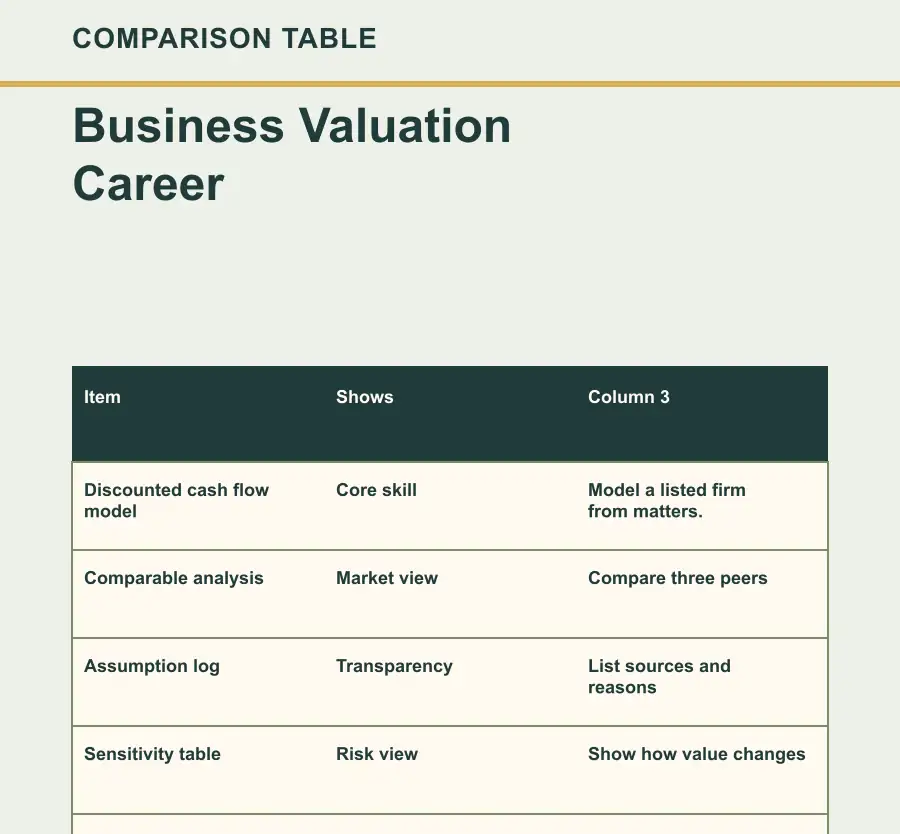 COMPARISON TABLE
Business Valuation
Career
Item Shows Column 3
Discounted cash flow Core skill Model a listed firm
model from matters.
Comparable analysis Market view Compare three peers
Assumption log Transparency List sources and
reasons
Sensitivity table Risk view Show how value changes